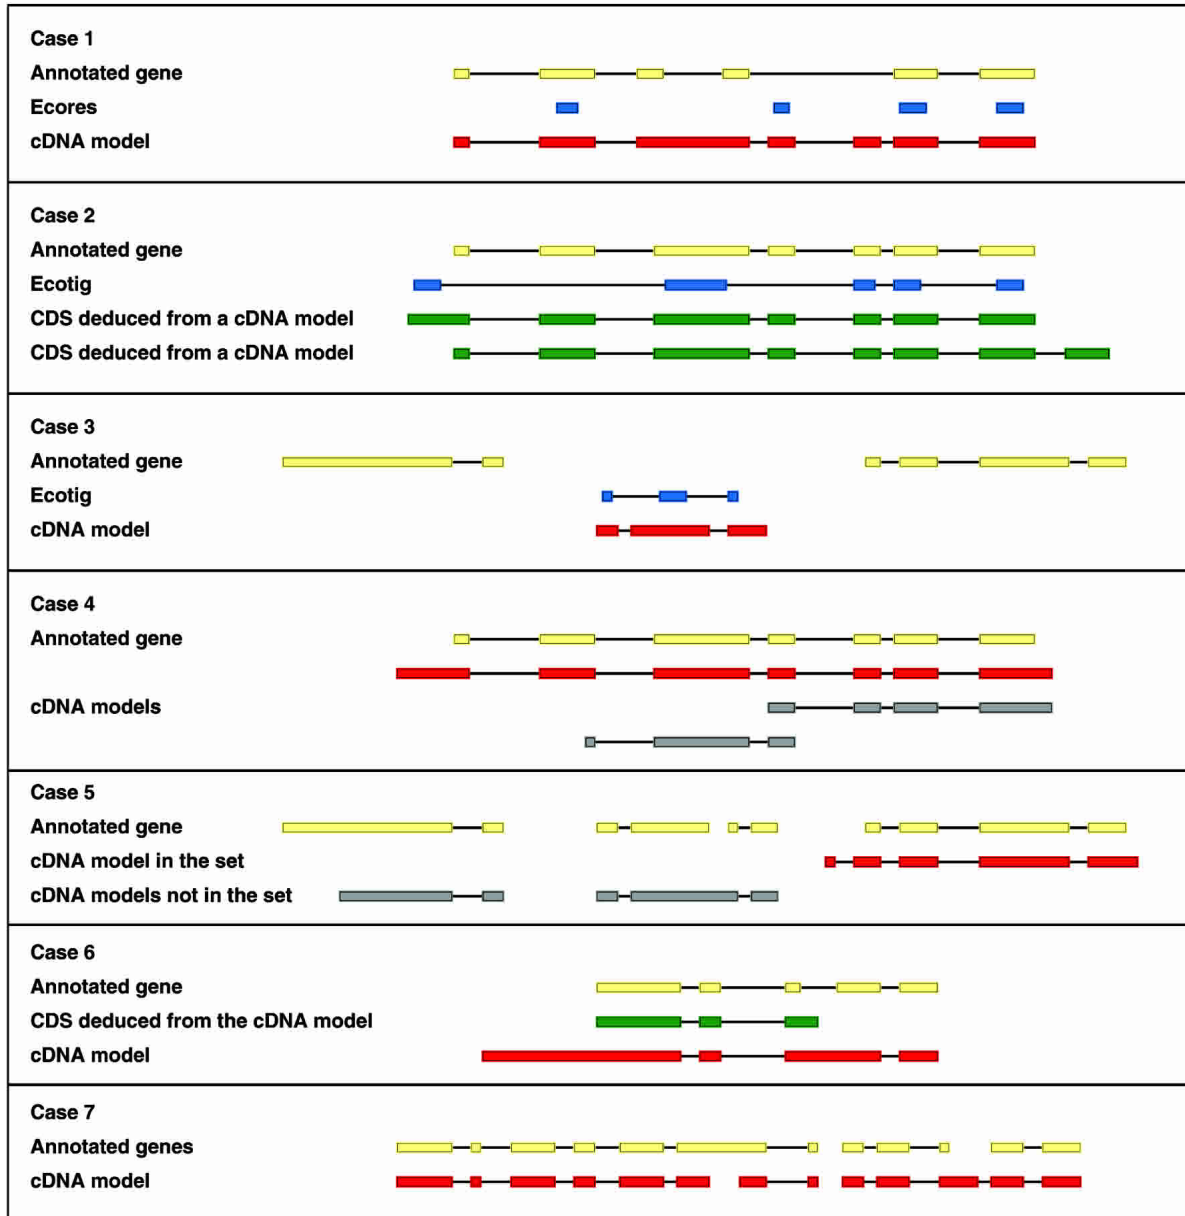 Case 1
Annotated gene
Ecores
cDNA model
Case 2
Annotated gene
Ecotig
CDS deduced from a cDNA model
CDS deduced from a cDNA model
Case 3
Annotated gene
Ecotig
cDNA model
Case 4
Annotated gene
cDNA models
Case 5
Annotated gene
cDNA model in the set
cDNA models not in the set
Case 6
Annotated gene
CDS deduced from the cDNA model
cDNA model
Case 7
Annotated genes
cDNA model